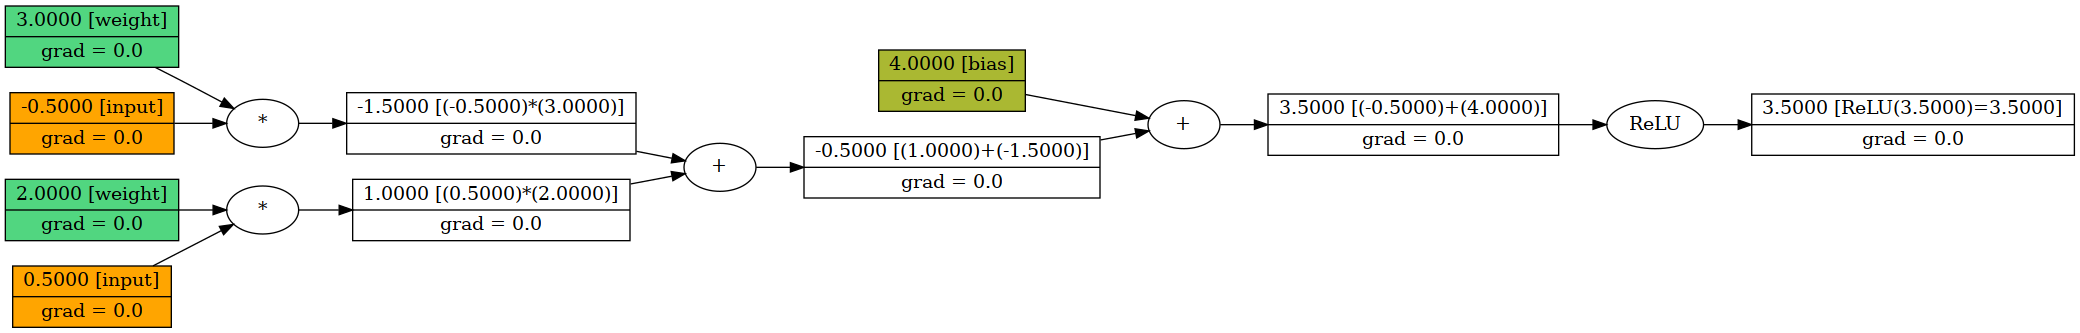 3.0000 [weight]
grad = 0.0
-0.5000 [input]
grad = 0.0
*
-1.5000 [(-0.5000)*(3.0000)]
grad = 0.0
2.0000 [weight]
grad = 0.0
*
1.0000 [(0.5000)*(2.0000)]
grad = 0.0
0.5000 [input]
grad = 0.0
+
-0.5000 [(1.0000)+(-1.5000)]
grad = 0.0
4.0000 [bias]
grad = 0.0
+
3.5000 [(-0.5000)+(4.0000)]
grad = 0.0
ReLU
3.5000 [ReLU(3.5000)=3.5000]
grad = 0.0